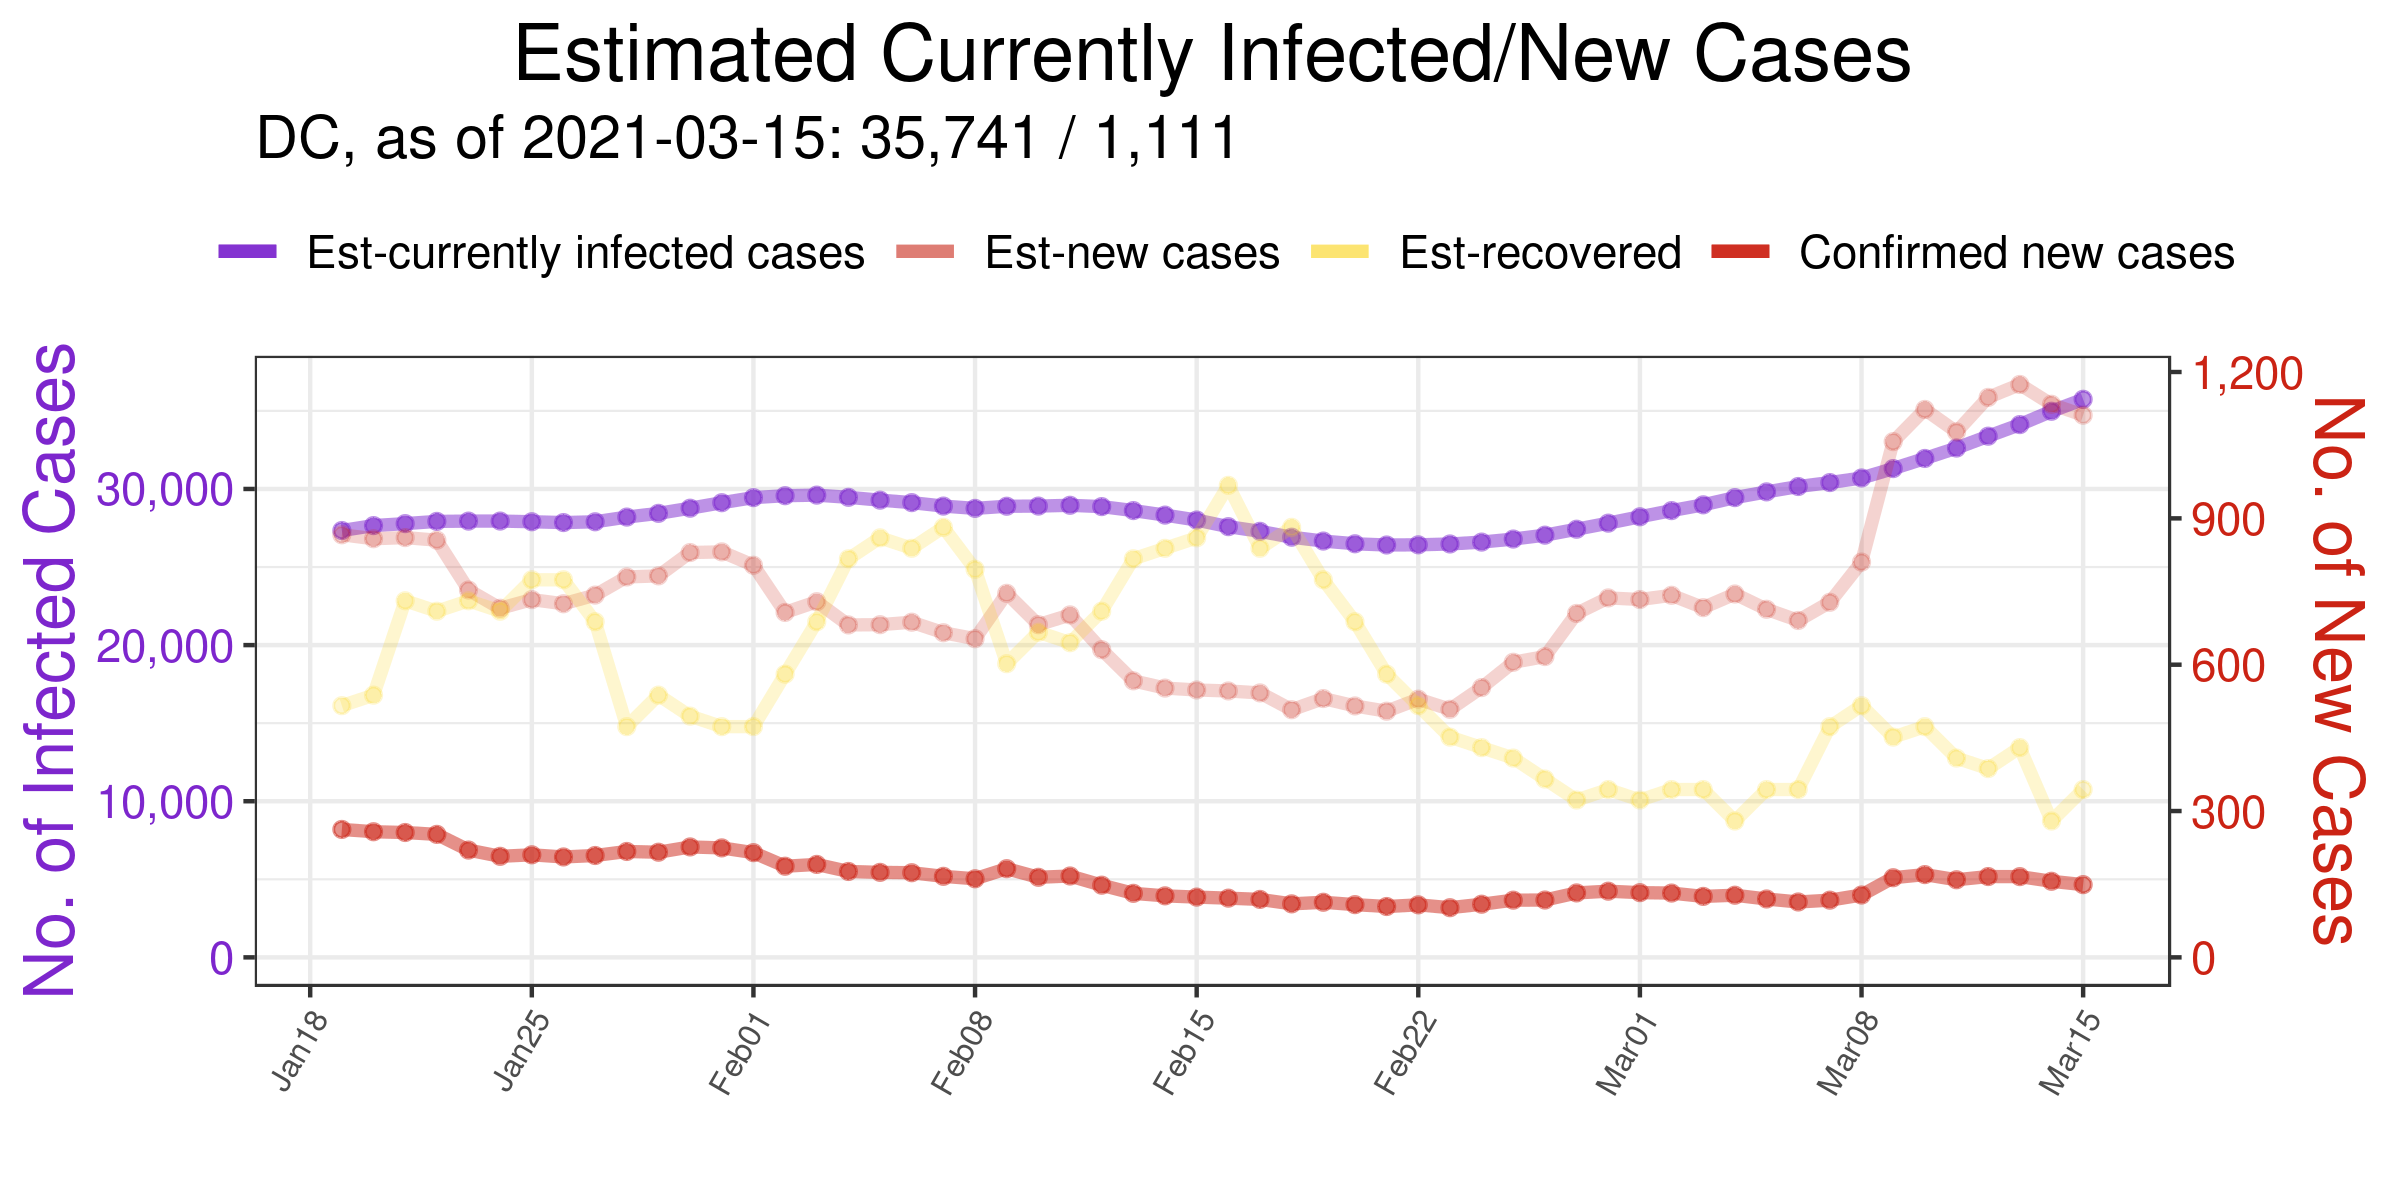 Estimated Currently Infected/New Cases
DC, as of 2021-03-15: 35,741 / 1,111
Est-currently infected cases Est-new cases Est-recovered Confirmed new cases
No. of Infected Cases
30,000
20,000
10,000
0
1,200
900
600
300
0
No. of New Cases
Jan18 Jan25 Feb01 Feb08 Feb15 Feb22 Mar01 Mar08 Mar15